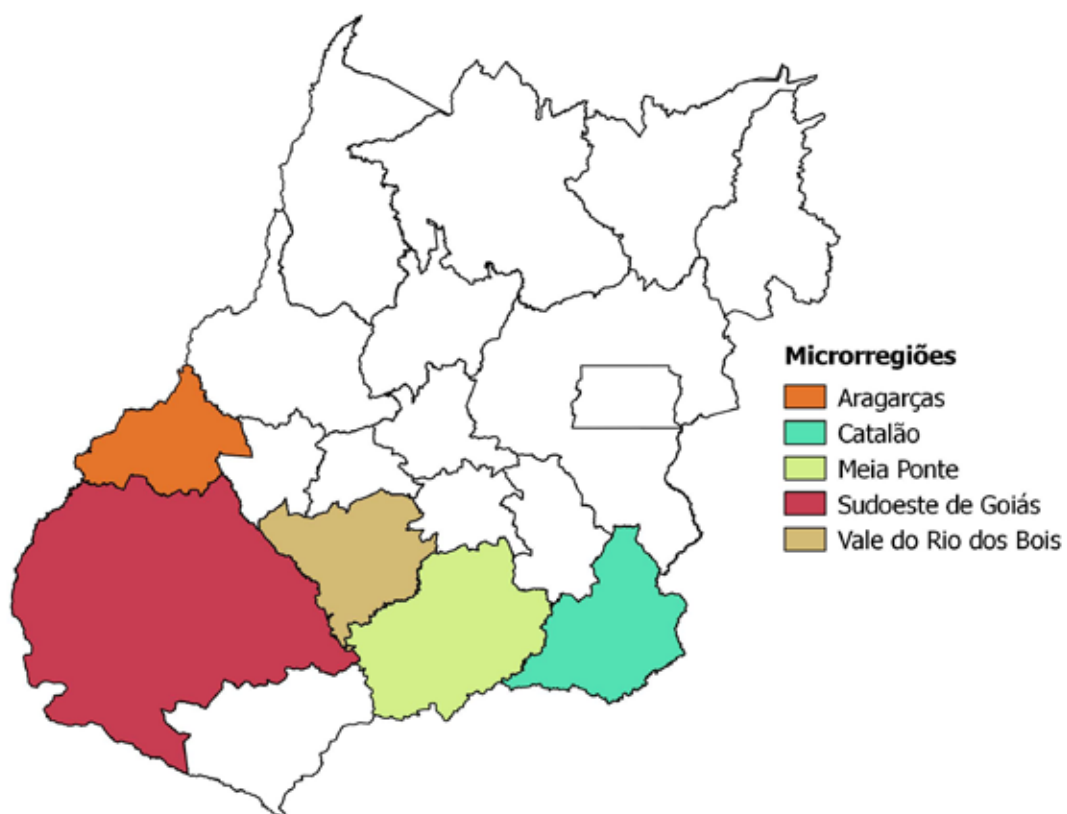 Microrregiões
Aragarças
Catalão
Meia Ponte
Sudoeste de Goiás
Vale do Rio dos Bois